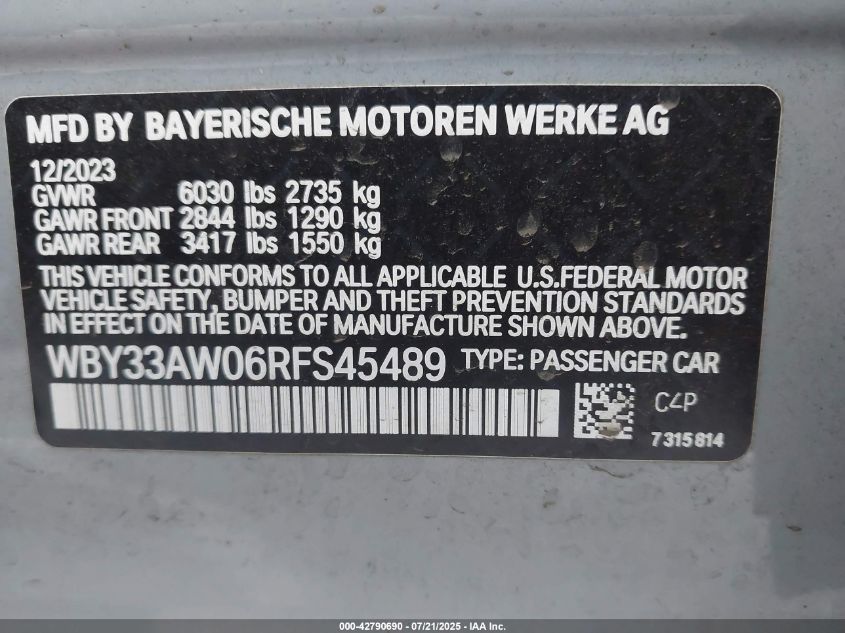 MFD BY BAYERISCHE MOTOREN WERKE AG
12/2023
GVWR 6030 lbs 2735 kg
GAWR FRONT 2844 lbs 1290 kg
GAWR REAR 3417 lbs 1550 kg
THIS VEHICLE CONFORMS TO ALL APPLICABLE U.S.FEDERAL MOTOR
VEHICLE SAFETY, BUMPER AND THEFT PREVENTION STANDARDS
IN EFFECT ON THE DATE OF MANUFACTURE SHOWN ABOVE.
WBY33AW06RFS45489 TYPE: PASSENGER CAR
C4P
7315814
000-42790690 - 07/21/2025 - IAA Inc.